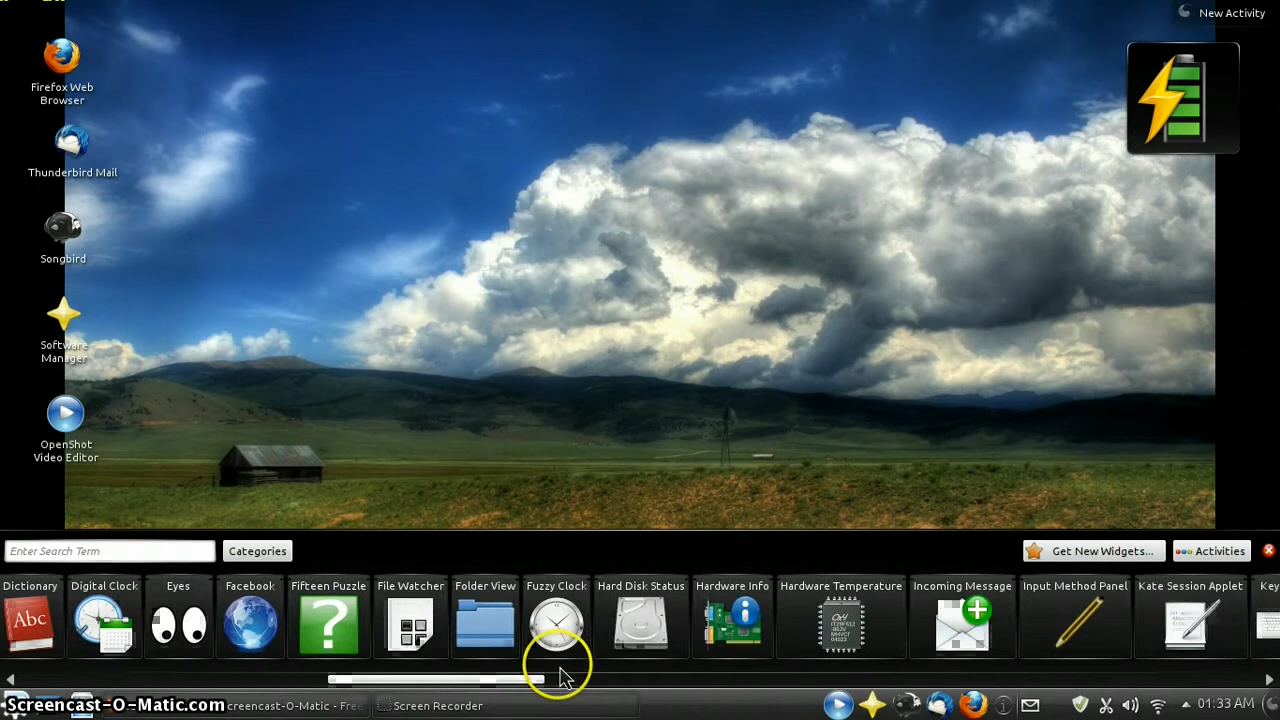 New Activity
Firefox Web
Browser
Thunderbird Mail
Songbird
Software
Manager
OpenShot
Video Editor
Enter Search Term
Categories
Get New Widgets...
Activities
Dictionary
Digital Clock
Eyes
Facebook
Fifteen Puzzle
File Watcher
Folder View
Fuzzy Clock
Hard Disk Status
Hardware Info
Hardware Temperature
Incoming Message
Input Method Panel
Kate Session Applet
Abc
Screencast-O-Matic.com
creencast-O-Matic - Free
Screen Recorder
01:33 AM